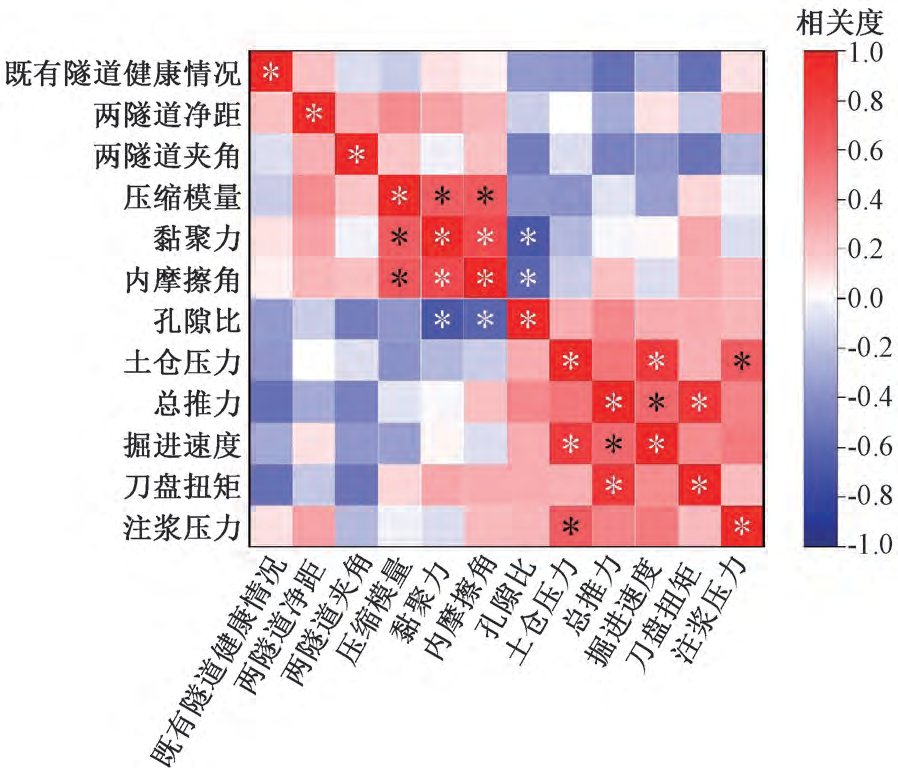 相关度
既有隧道健康情况
两隧道净距
两隧道夹角
压缩模量
黏聚力
内摩擦角
孔隙比
土仓压力
总推力
掘进速度
刀盘扭矩
注浆压力
* 
* 
* 
* * *
* * * *
* * * *
* * *
* * *
* * *
* * *
* *
* *
1.0
0.8
0.6
0.4
0.2
0.0
-0.2
-0.4
-0.6
-0.8
-1.0
既有隧道健康情况
两隧道净距
两隧道夹角
压缩模量
黏聚力
内摩擦角
孔隙比
土仓压力
总推力
掘进速度
刀盘扭矩
注浆压力